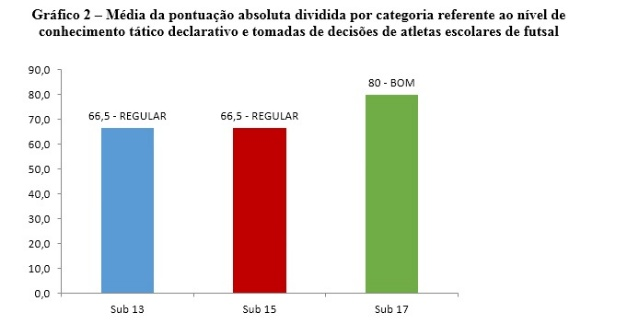 Gráfico 2 – Média da pontuação absoluta dividida por categoria referente ao nível de
conhecimento tático declarativo e tomadas de decisões de atletas escolares de futsal
90,0
80,0
70,0
60,0
50,0
40,0
30,0
20,0
10,0
0,0
66,5 - REGULAR
66,5 - REGULAR
80 - BOM
Sub 13
Sub 15
Sub 17